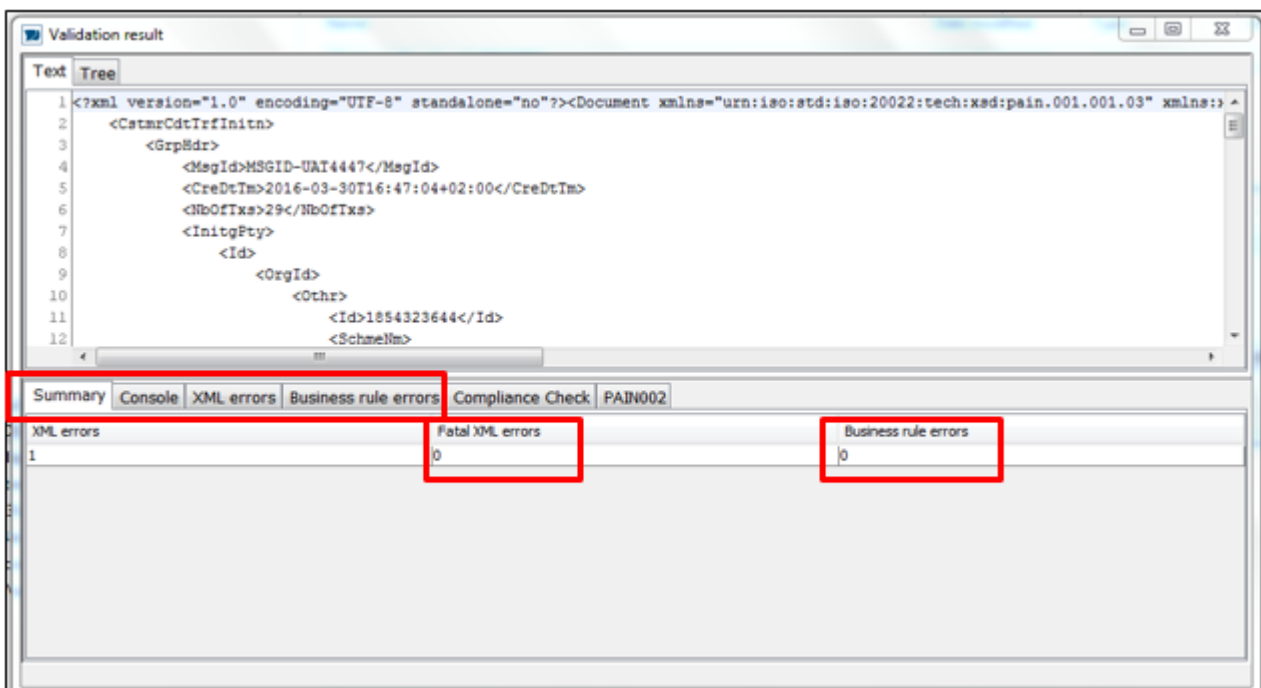 Validation result
Text Tree
1 <?xml version="1.0" encoding="UTF-8" standalone="no"?><Document xmlns="urn:iso:std:iso:20022:tech:xsd:pain.001.001.03" xmlns:
2 <CstmrCdtTrfInitn>
3 <GrpHdr>
4 <MsgId>MSGID-UAT4447</MsgId>
5 <CreDtTm>2016-03-30T16:47:04+02:00</CreDtTm>
6 <NbOfTxs>29</NbOfTxs>
7 <InitgPty>
8 <Id>
9 <OrgId>
10 <Othr>
11 <Id>1854323644</Id>
12 <SchmeNm>
Summary Console XML errors Business rule errors Compliance Check PAIN002
XML errors Fatal XML errors Business rule errors
1 0 0